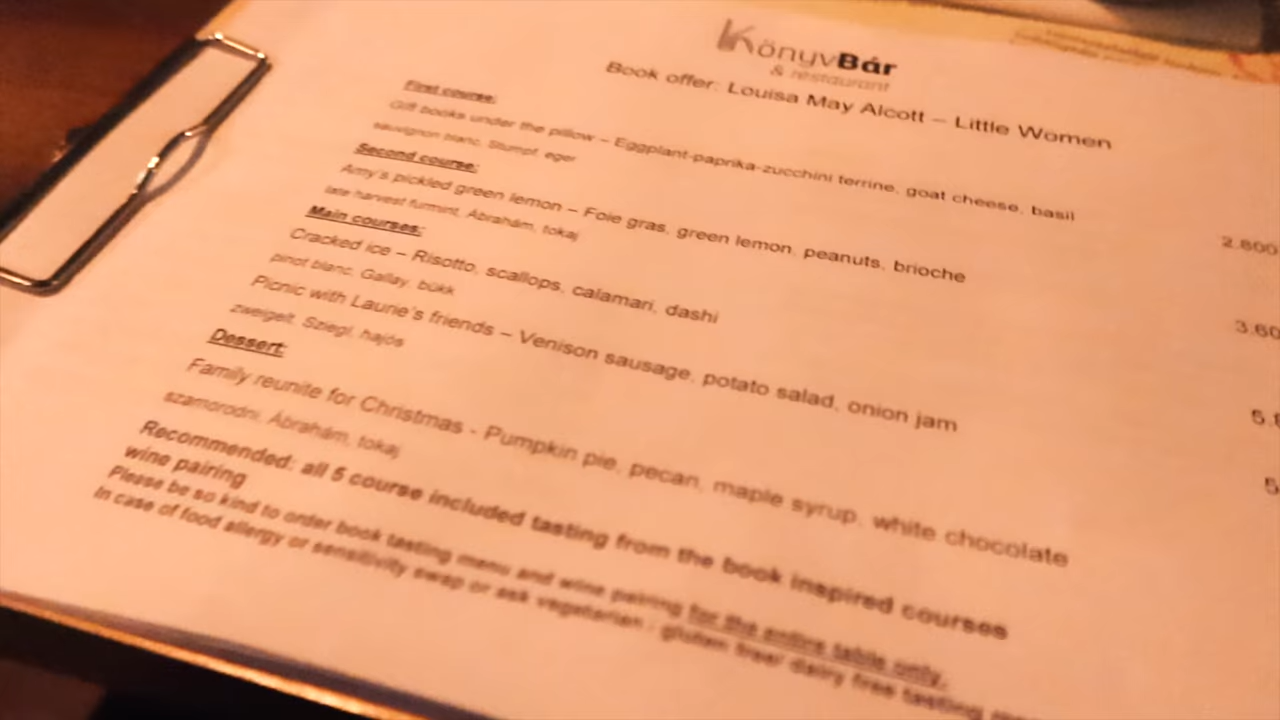 KönyvBár
& restaurant
Book offer: Louisa May Alcott – Little Women
First course:
Gift books under the pillow – Eggplant-paprika-zucchini terrine, goat cheese, basil
sauvignon blanc, Stumpf, eger
2.800
Second course:
Amy's pickled green lemon – Foie gras, green lemon, peanuts, brioche
late harvest furmint, Ábrahám, tokaj
3.60
Main courses:
Cracked ice – Risotto, scallops, calamari, dashi
pinot blanc, Gallay, bükk
5.
Picnic with Laurie's friends – Venison sausage, potato salad, onion jam
zweigelt, Sziegl, hajós
5
Dessert:
Family reunite for Christmas - Pumpkin pie, pecan, maple syrup, white chocolate
szamorodni, Ábrahám, tokaj
Recommended: all 5 course included tasting from the book inspired courses
wine pairing
Please be so kind to order book tasting menu and wine pairing for the entire table only.
In case of food allergy or sensitivity swap or ask vegetarian / gluten free/ dairy free tasting